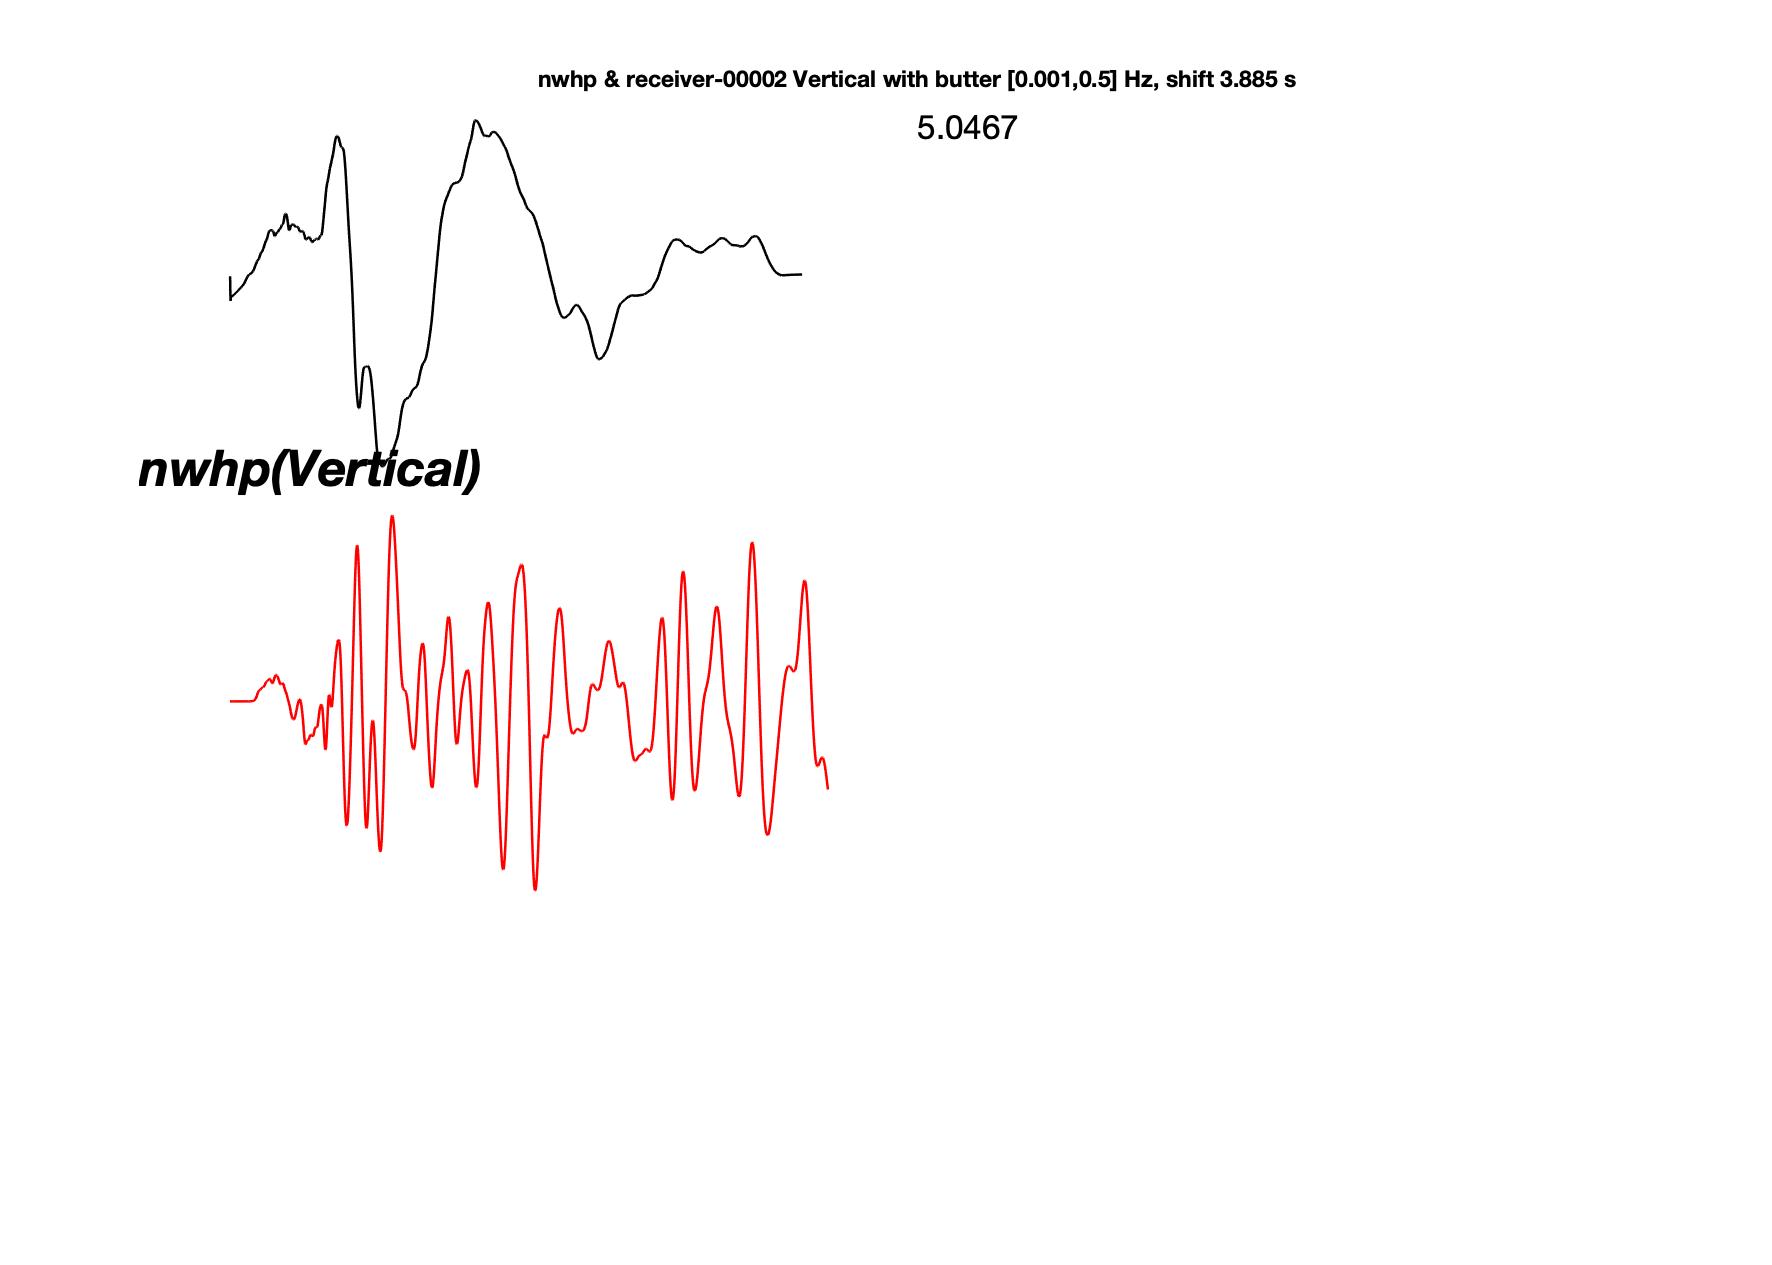 nwhp & receiver-00002 Vertical with butter [0.001,0.5] Hz, shift 3.885 s
5.0467
nwhp(Vertical)